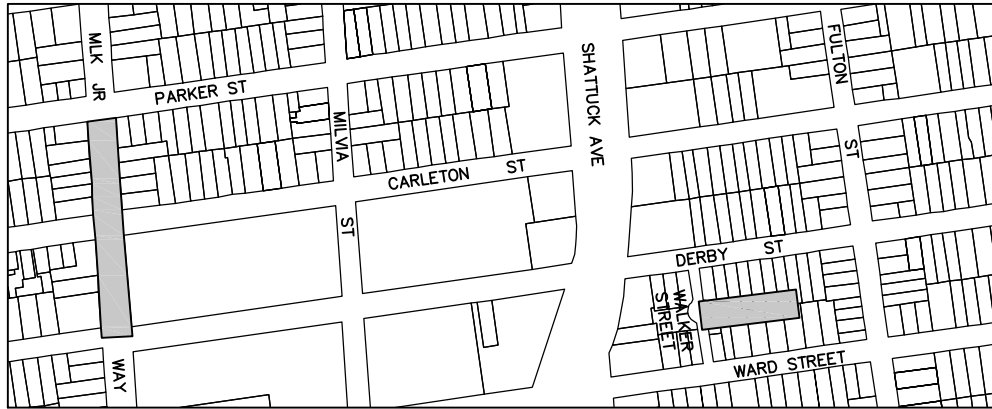 MLK JR
PARKER ST
MILVIA
SHATTUCK AVE
FULTON
ST
CARLETON ST
ST
DERBY ST
WALKER
STREET
WARD STREET
WAY